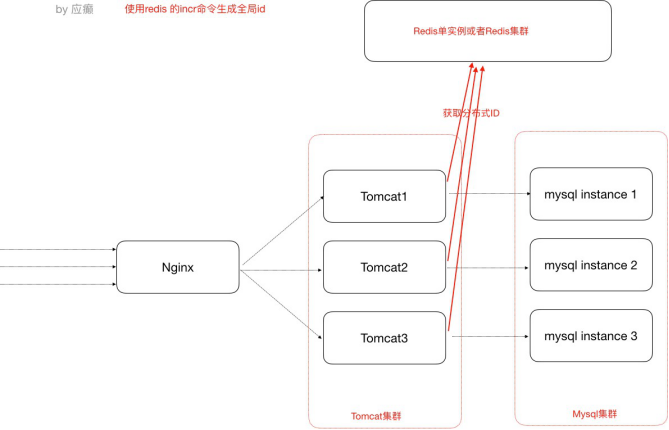 by 应癫 使用redis 的incr命令生成全局id
Redis单实例或者Redis集群
获取分布式ID
Tomcat1
mysql instance 1
Nginx
Tomcat2
mysql instance 2
Tomcat3
mysql instance 3
Tomcat集群
Mysql集群